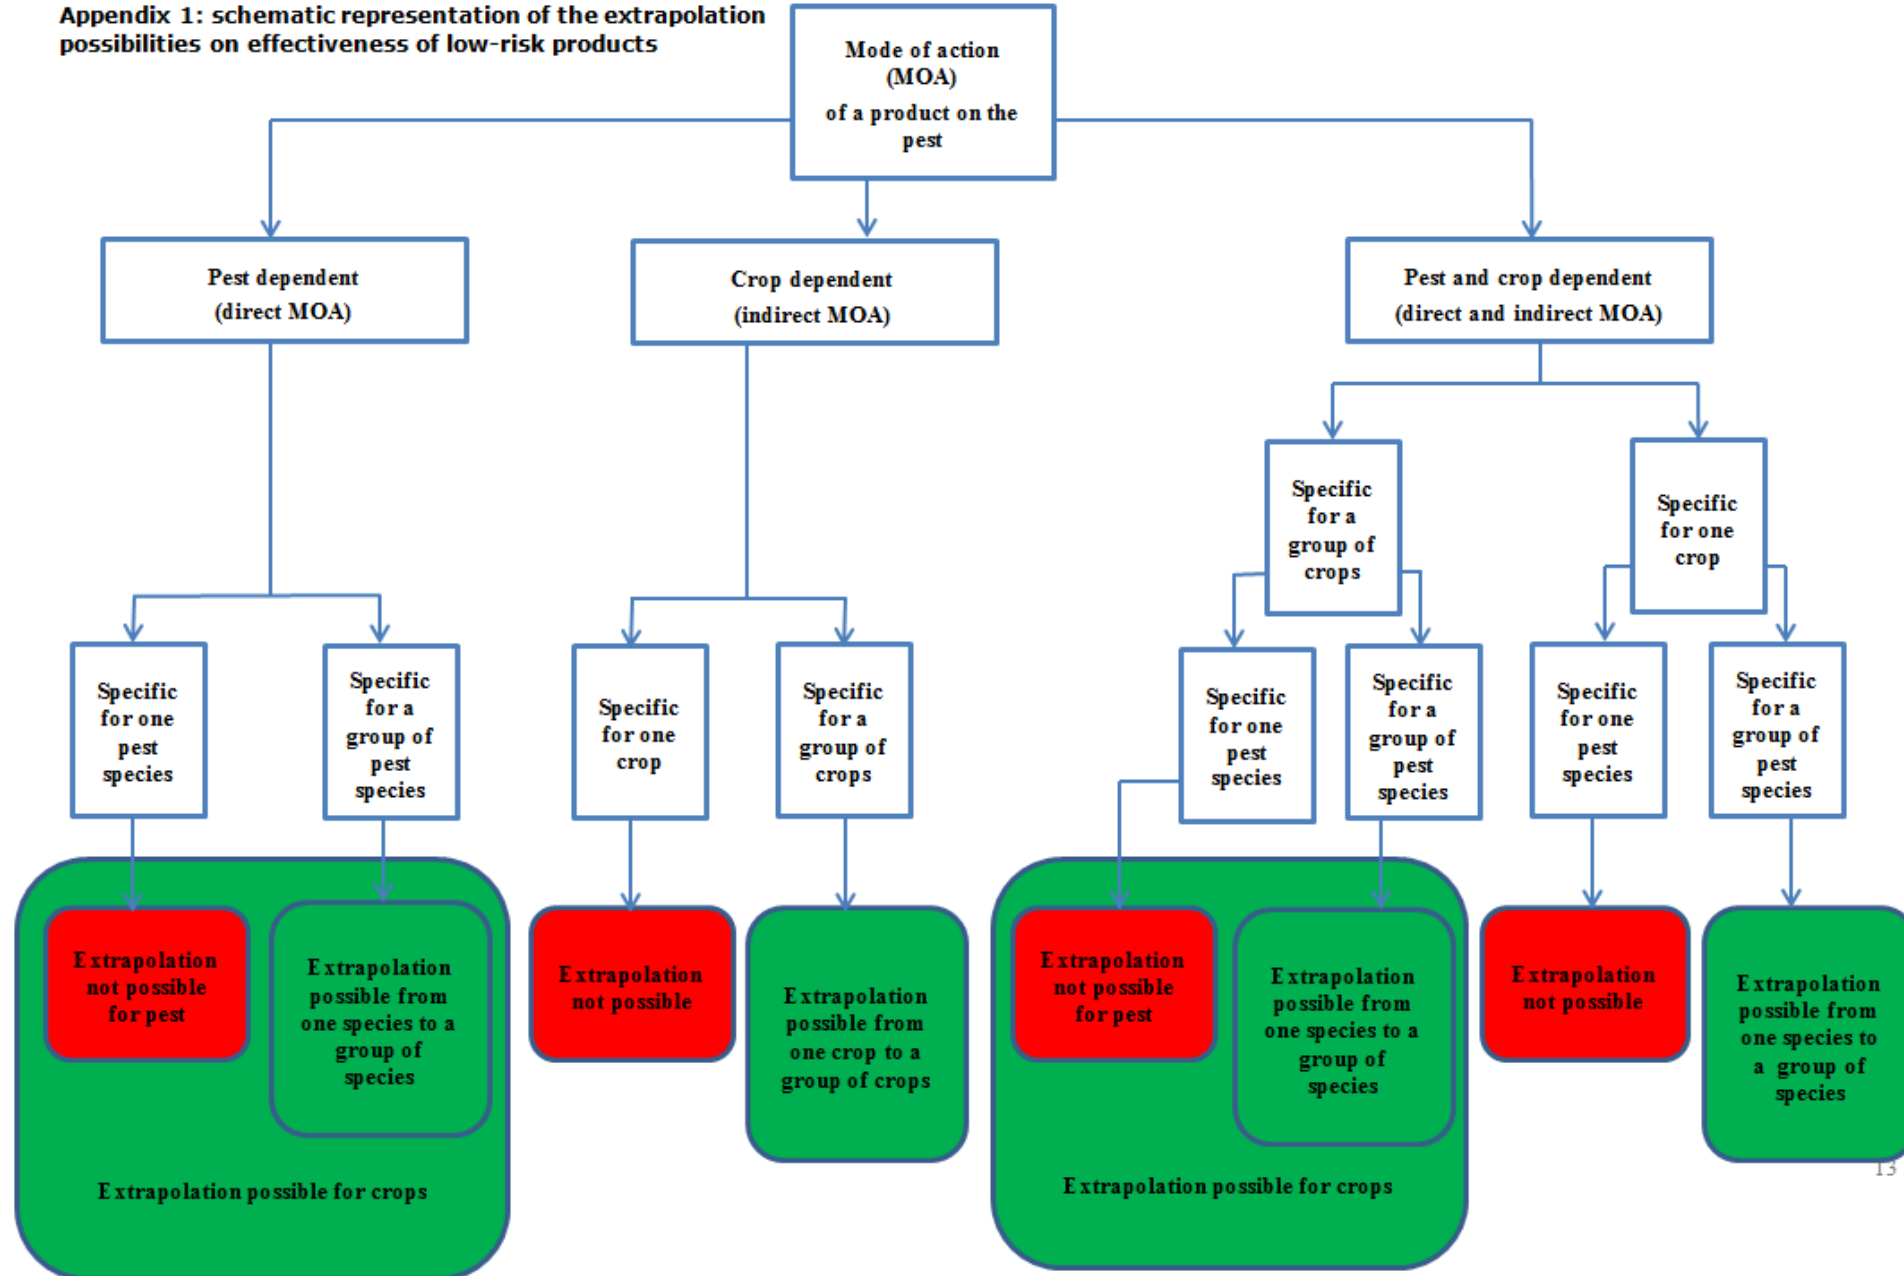 Appendix 1: schematic representation of the extrapolation
possibilities on effectiveness of low-risk products
Mode of action
(MOA)
of a product on the
pest
Pest dependent
(direct MOA)
Crop dependent
(indirect MOA)
Pest and crop dependent
(direct and indirect MOA)
Specific
for a
group of
crops
Specific
for one
crop
Specific
for one
pest
species
Specific
for a
group of
pest
species
Specific
for one
crop
Specific
for a
group of
crops
Specific
for one
pest
species
Specific
for a
group of
pest
species
Specific
for one
pest
species
Specific
for a
group of
pest
species
Extrapolation
not possible
for pest
Extrapolation
possible from
one species to a
group of
species
Extrapolation possible for crops
Extrapolation
not possible
Extrapolation
possible from
one crop to a
group of crops
Extrapolation
not possible
for pest
Extrapolation
possible from
one species to a
group of
species
Extrapolation possible for crops
Extrapolation
not possible
Extrapolation
possible from
one species to
a group of
species
13